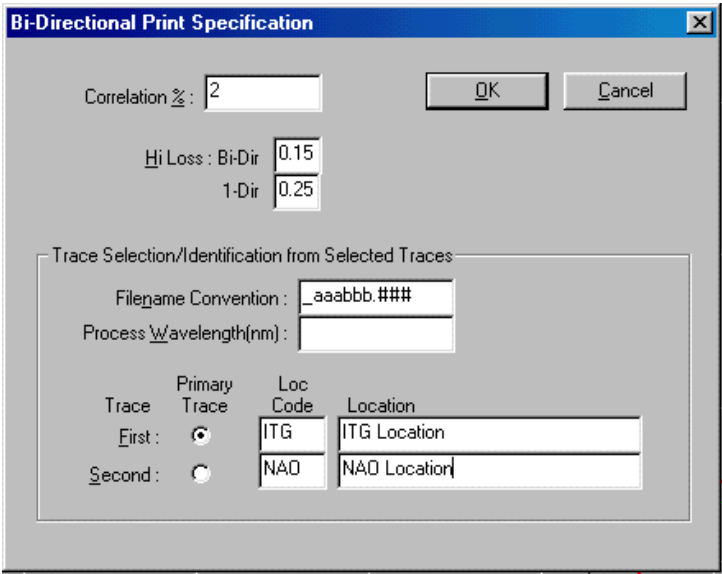 Bi-Directional Print Specification
Correlation %: 2 OK Cancel
Hi Loss : Bi-Dir 0.15
1-Dir 0.25
Trace Selection/Identification from Selected Traces
Filename Convention : _aaabbb.###
Process Wavelength(nm) :
Primary Loc
Trace Trace Code Location
First : ITG ITG Location
Second : NAO NAO Location